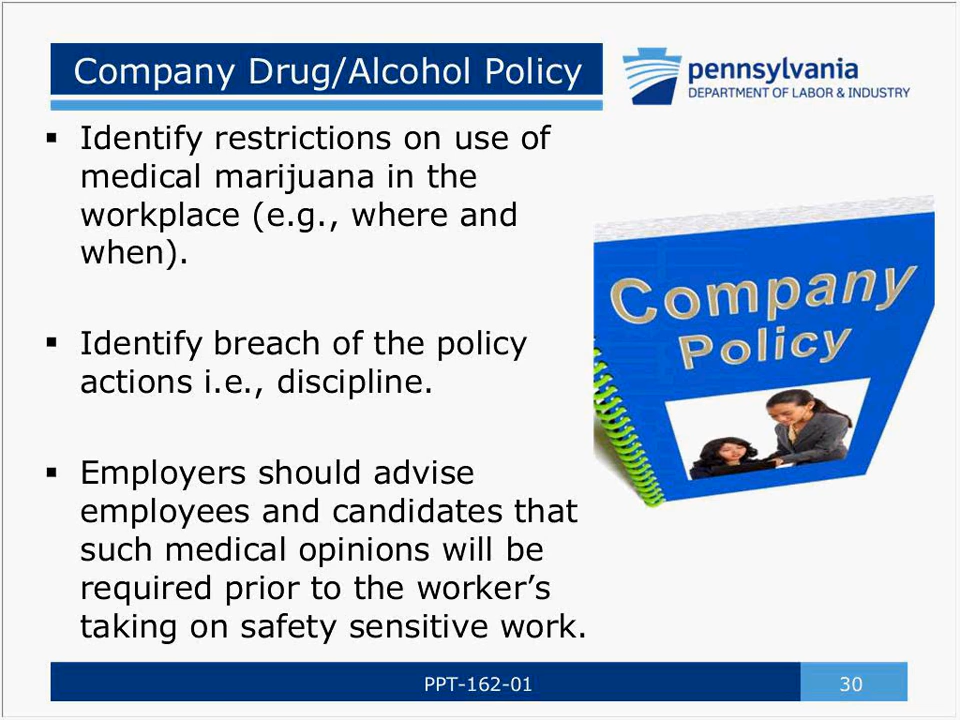 Company Drug/Alcohol Policy
pennsylvania
DEPARTMENT OF LABOR & INDUSTRY
▪ Identify restrictions on use of
medical marijuana in the
workplace (e.g., where and
when).
▪ Identify breach of the policy
actions i.e., discipline.
▪ Employers should advise
employees and candidates that
such medical opinions will be
required prior to the worker’s
taking on safety sensitive work.
Company
Policy
PPT-162-01
30